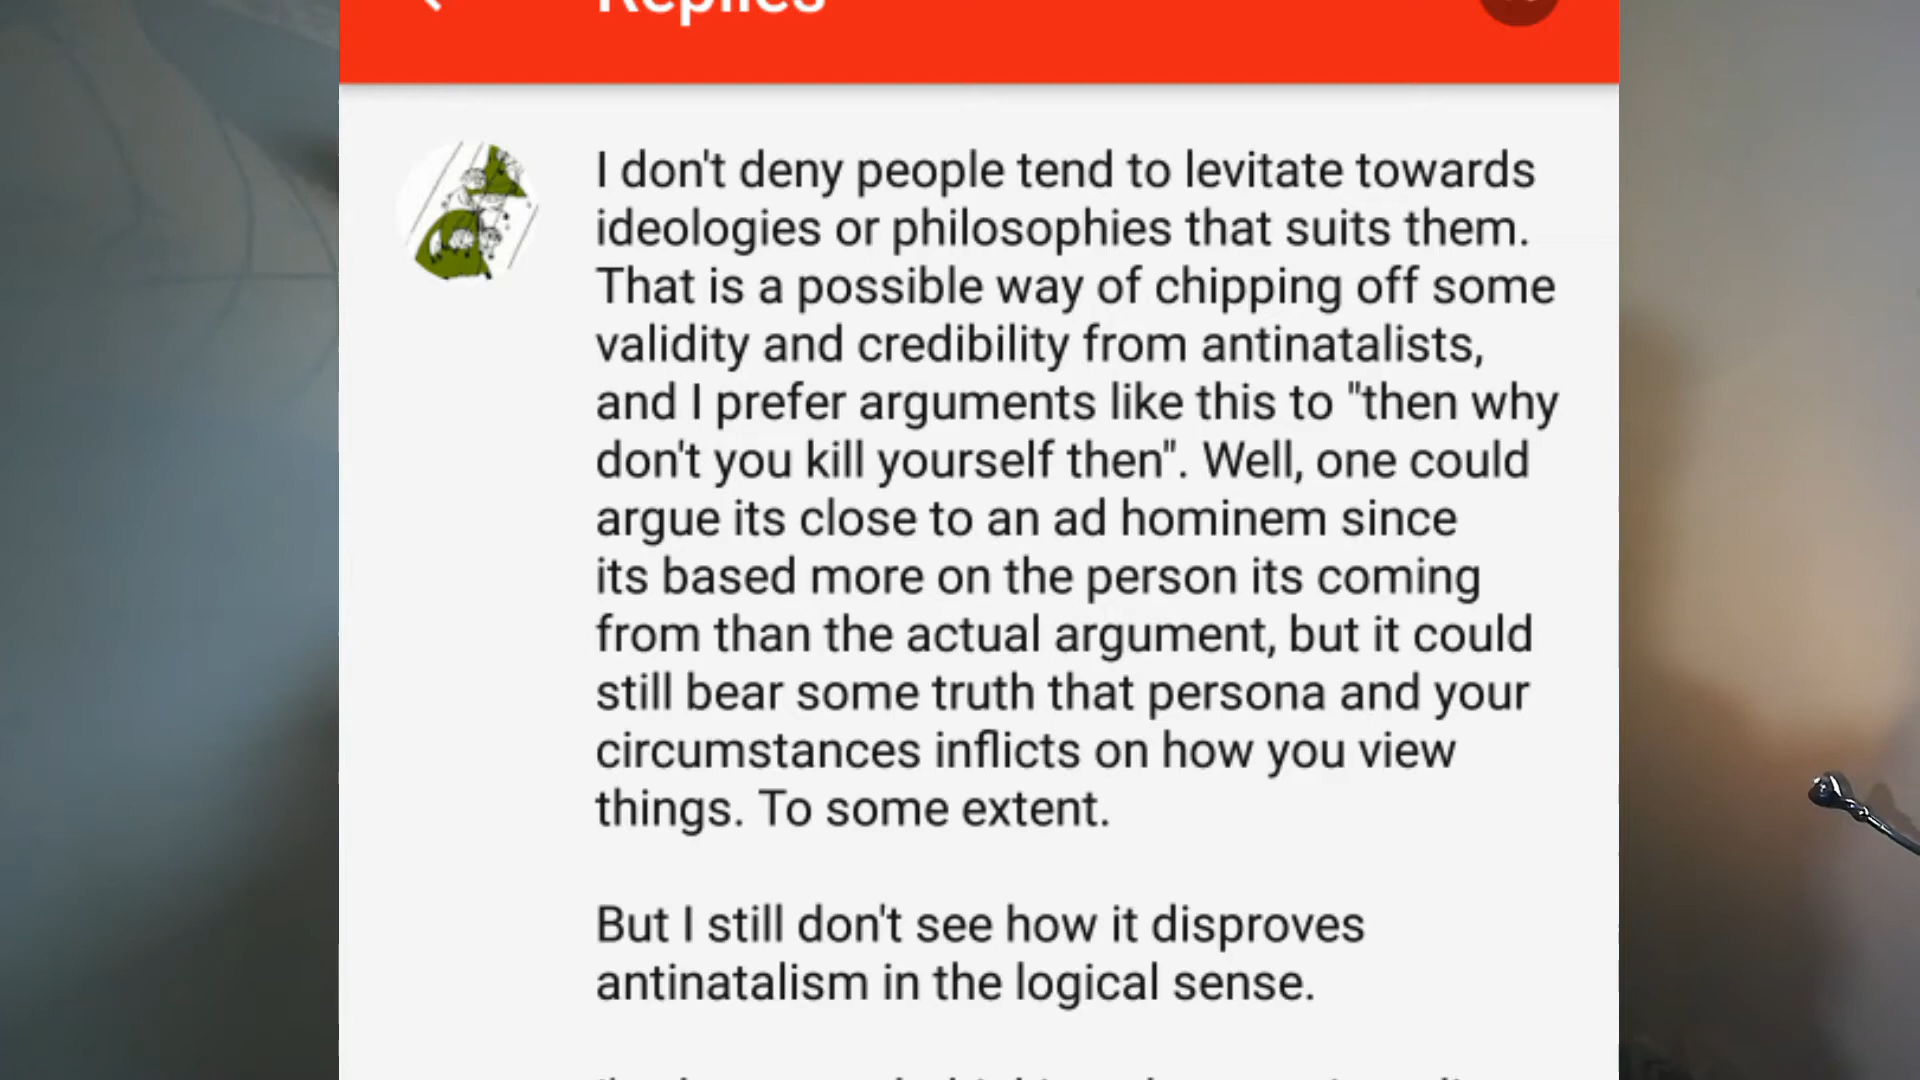 Replies
I don't deny people tend to levitate towards
ideologies or philosophies that suits them.
That is a possible way of chipping off some
validity and credibility from antinatalists,
and I prefer arguments like this to "then why
don't you kill yourself then". Well, one could
argue its close to an ad hominem since
its based more on the person its coming
from than the actual argument, but it could
still bear some truth that persona and your
circumstances inflicts on how you view
things. To some extent.
But I still don't see how it disproves
antinatalism in the logical sense.